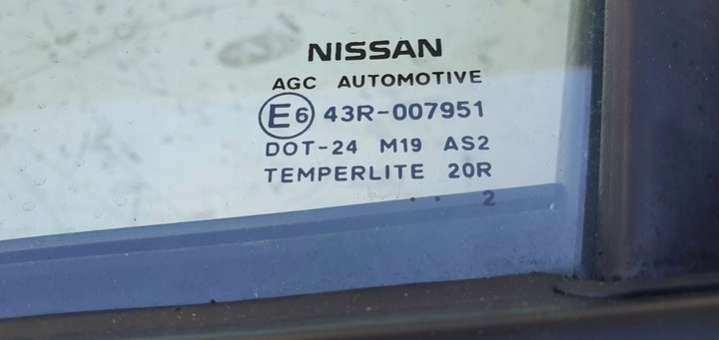 NISSAN
AGC AUTOMOTIVE
E6 43R-007951
DOT-24 M19 AS2
TEMPERLITE 20R
. . 2